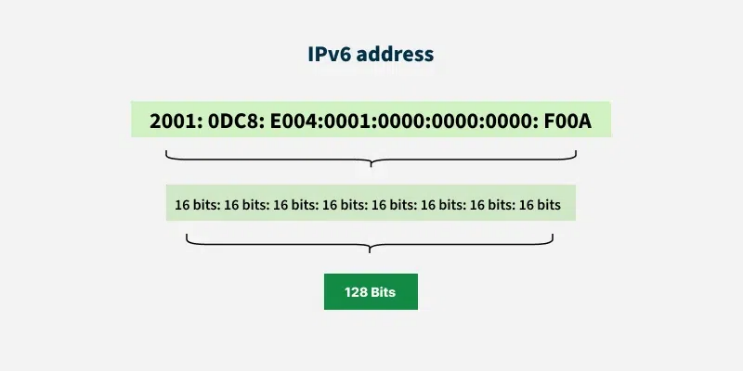 IPv6 address
2001: 0DC8: E004:0001:0000:0000:0000: F00A
16 bits: 16 bits: 16 bits: 16 bits: 16 bits: 16 bits: 16 bits: 16 bits
128 Bits